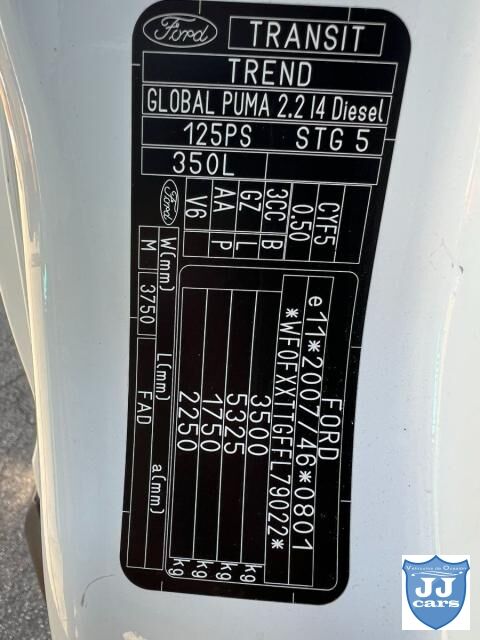 Ford TRANSIT
TREND
GLOBAL PUMA 2.2 I4 Diesel
125PS STG 5
350L
FORD
e11*2007/46*0801
*WF0FXXTTGFFL79022*
3500 kg
5325 kg
1750 kg
2250 kg
CYF5
0.50
3CC B
GZ L
AA P
V6
Ford W(mm) L(mm) a(mm)
M 3750 FAD
JJ
cars